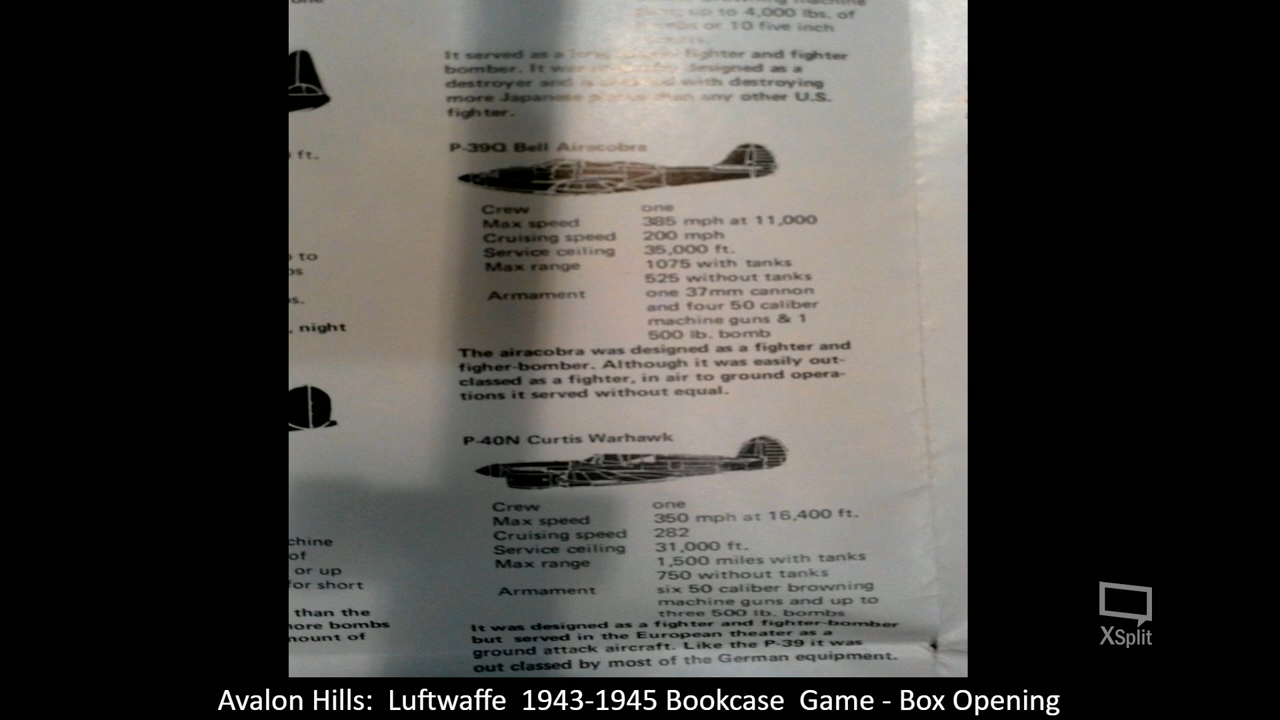 up to 4,000 lbs. of
or 10 five inch
It served as a fighter and fighter
bomber. It designed as a
destroyer and is with destroying
more Japanese than any other U.S.
fighter.
ft.
P-39Q Bell Airecobra
Crew one
Max speed 385 mph at 11,000
Cruising speed 200 mph
Service ceiling 35,000 ft.
Max range 1075 with tanks
525 without tanks
Armament one 37mm cannon
and four 50 caliber
machine guns & 1
500 lb. bomb
to
, night
The airacobra was designed as a fighter and
figher-bomber. Although it was easily out-
classed as a fighter, in air to ground opera-
tions it served without equal.
P-40N Curtis Warhawk
Crew one
Max speed 350 mph at 16,400 ft.
Cruising speed 282
Service ceiling 31,000 ft.
Max range 1,500 miles with tanks
750 without tanks
Armament six 50 caliber browning
machine guns and up to
three 500 lb. bombs
It was designed as a fighter and fighter-bomber
but served in the European theater as a
ground attack aircraft. Like the P-39 it was
out classed by most of the German equipment.
chine
of
or up
for short
than the
more bombs
mount of
XSplit
Avalon Hills: Luftwaffe 1943-1945 Bookcase Game - Box Opening